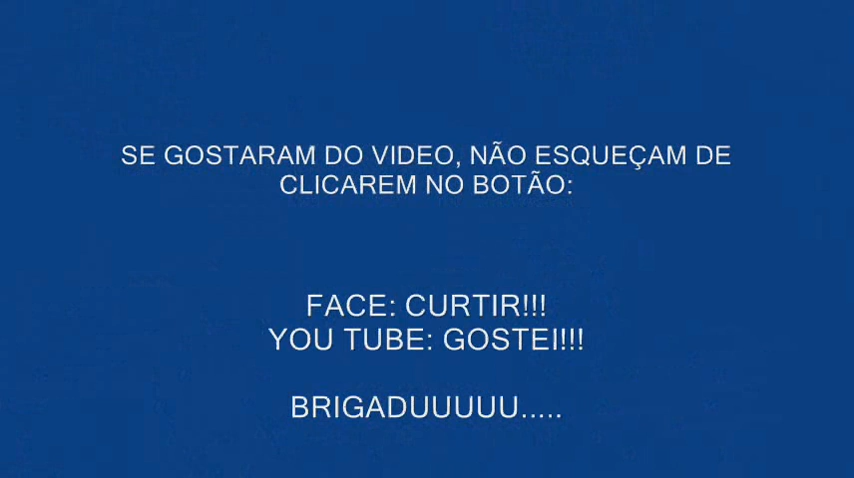 SE GOSTARAM DO VIDEO, NÃO ESQUEÇAM DE
CLICAREM NO BOTÃO:
FACE: CURTIR!!!
YOU TUBE: GOSTEI!!!
BRIGADUUUUU.....